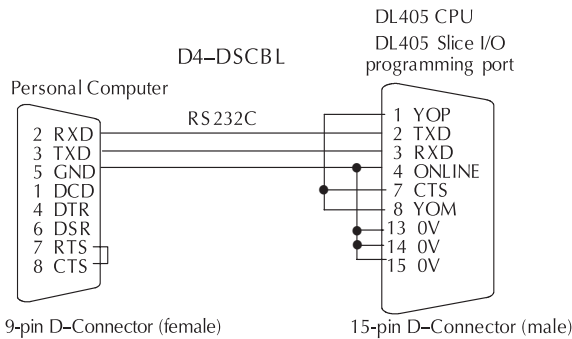 DL405 CPU
DL405 Slice I/O
programming port
D4–DSCBL
Personal Computer
RS232C
2 RXD
3 TXD
5 GND
1 DCD
4 DTR
6 DSR
7 RTS
8 CTS
1 YOP
2 TXD
3 RXD
4 ONLINE
7 CTS
8 YOM
13 0V
14 0V
15 0V
9-pin D–Connector (female)
15-pin D–Connector (male)